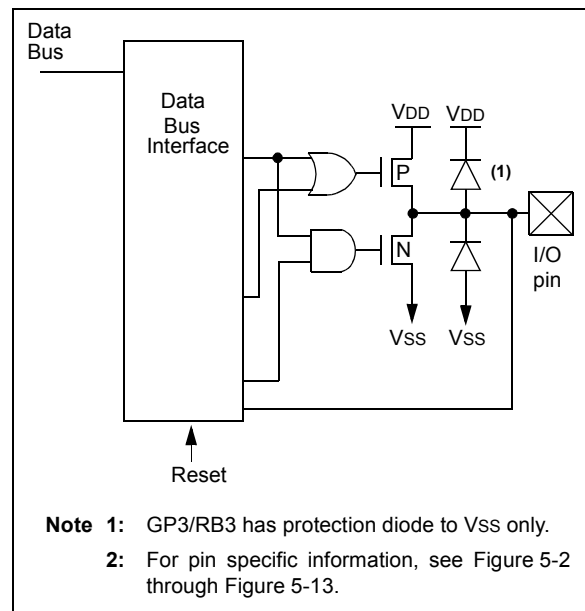 Data
Bus
Data
Bus
Interface
VDD
VDD
P
(1)
N
I/O
pin
VSS
VSS
Reset
Note 1: GP3/RB3 has protection diode to VSS only.
2: For pin specific information, see Figure 5-2
through Figure 5-13.